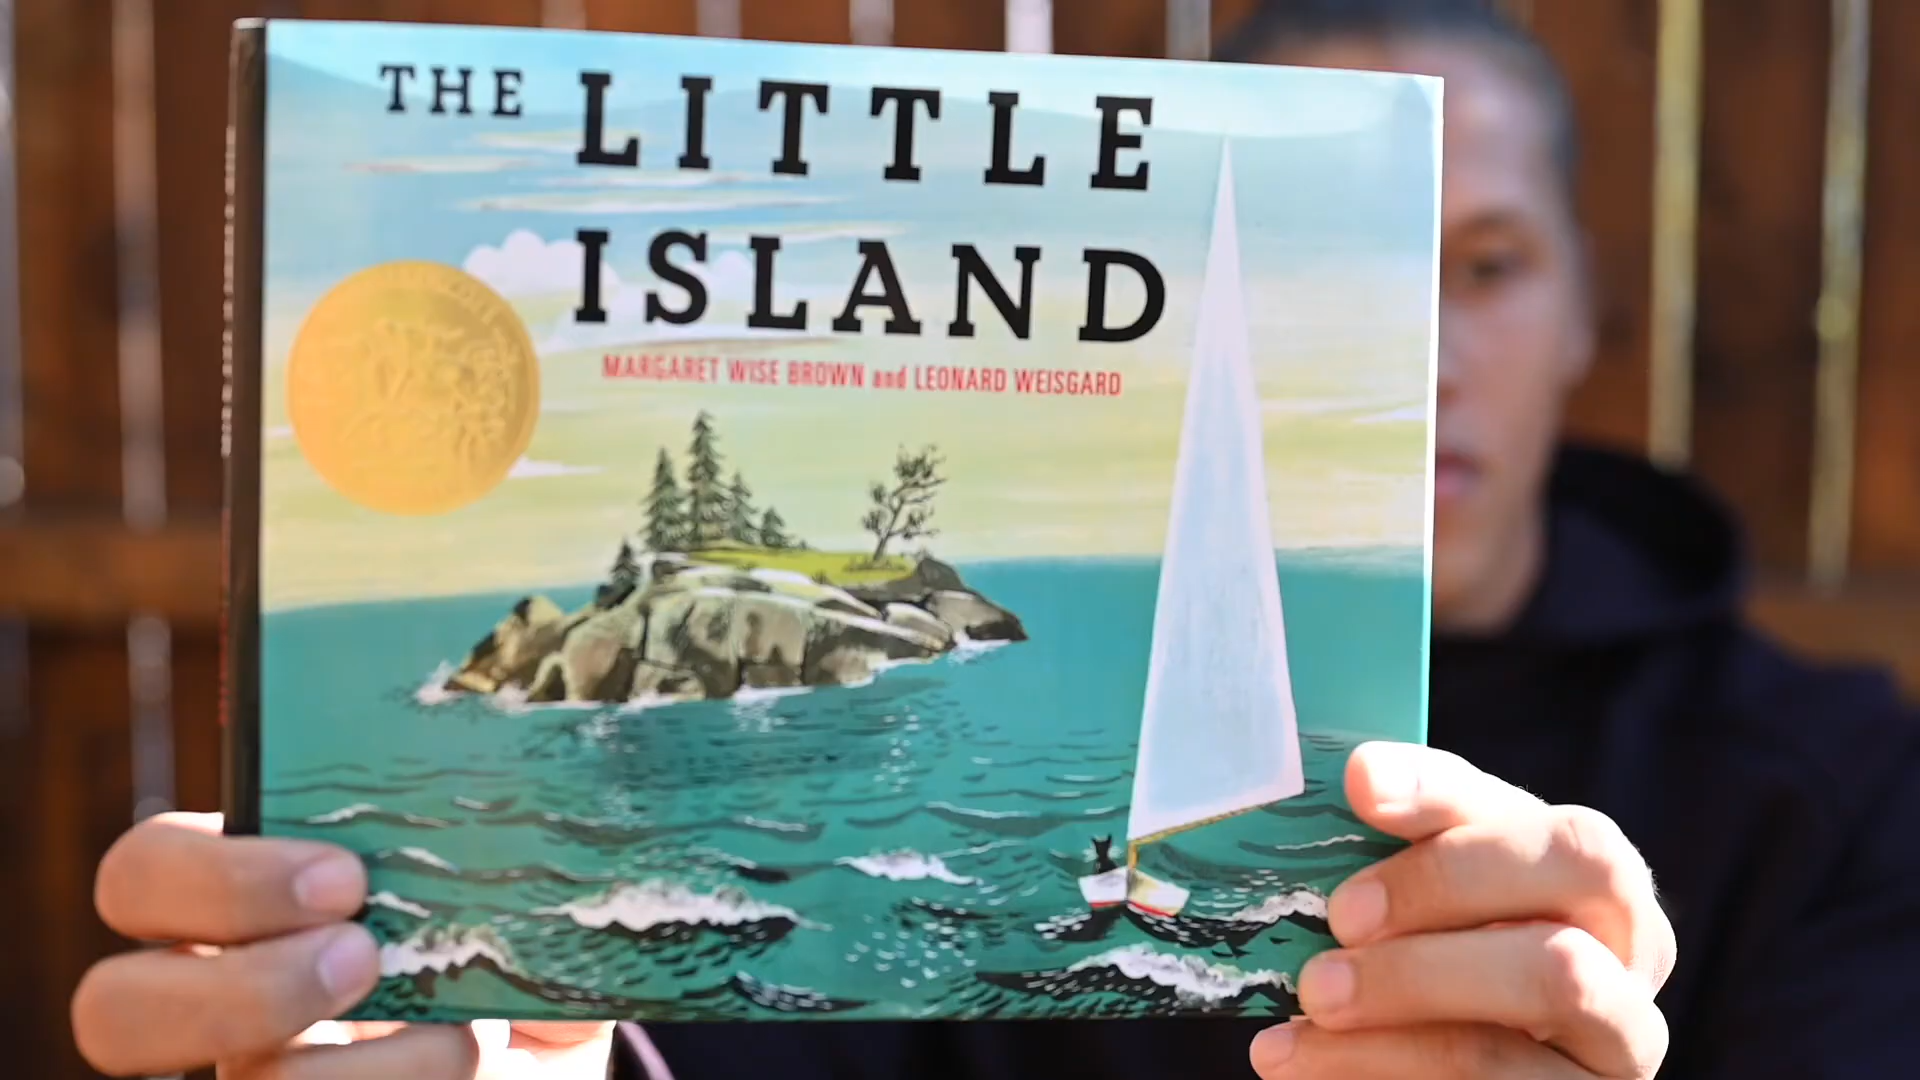 THE LITTLE
ISLAND
MARGARET WISE BROWN and LEONARD WEISGARD